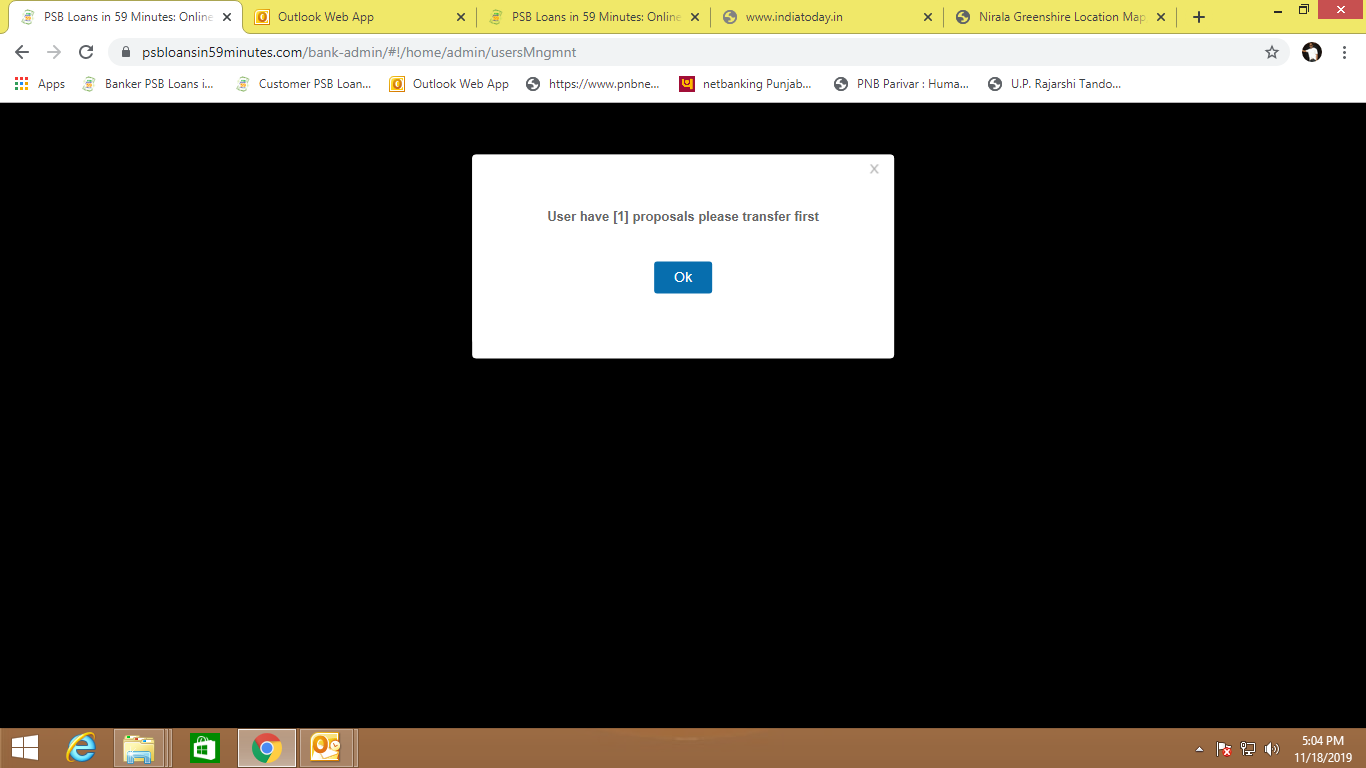 PSB Loans in 59 Minutes: Online
Outlook Web App
PSB Loans in 59 Minutes: Online
www.indiatoday.in
Nirala Greenshire Location Map
psbloansin59minutes.com/bank-admin/#!/home/admin/usersMngmnt
Apps
Banker PSB Loans i...
Customer PSB Loan...
Outlook Web App
https://www.pnbne...
netbanking Punjab...
PNB Parivar : Huma...
U.P. Rajarshi Tando...
X
User have [1] proposals please transfer first
Ok
5:04 PM
11/18/2019